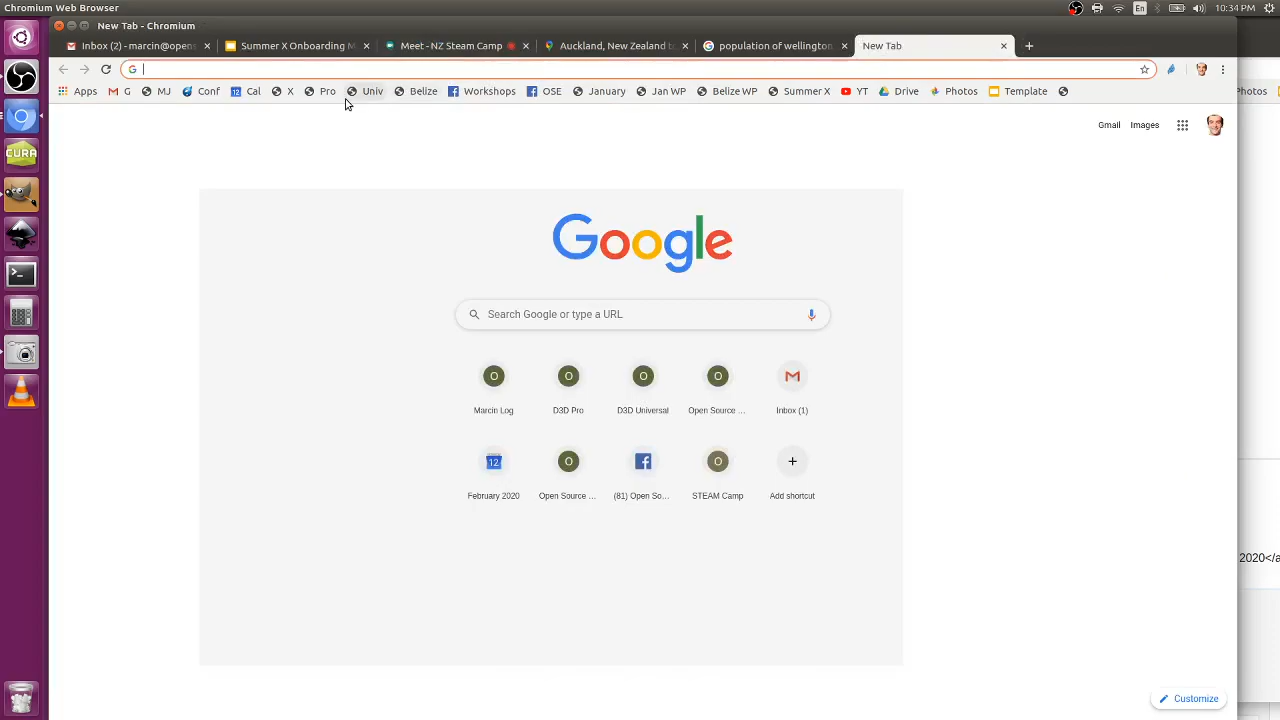 Chromium Web Browser En 10:34 PM
New Tab - Chromium
Inbox (2) - marcin@opens Summer X Onboarding M Meet - NZ Steam Camp Auckland, New Zealand t population of wellington New Tab
Apps G MJ Conf Cal X Pro Univ Belize Workshops OSE January Jan WP Belize WP Summer X YT Drive Photos Template Photos
Gmail Images
Google
Search Google or type a URL
Marcin Log D3D Pro D3D Universal Open Source ... Inbox (1)
February 2020 Open Source ... (81) Open So... STEAM Camp Add shortcut
2020</a
CURA
Customize